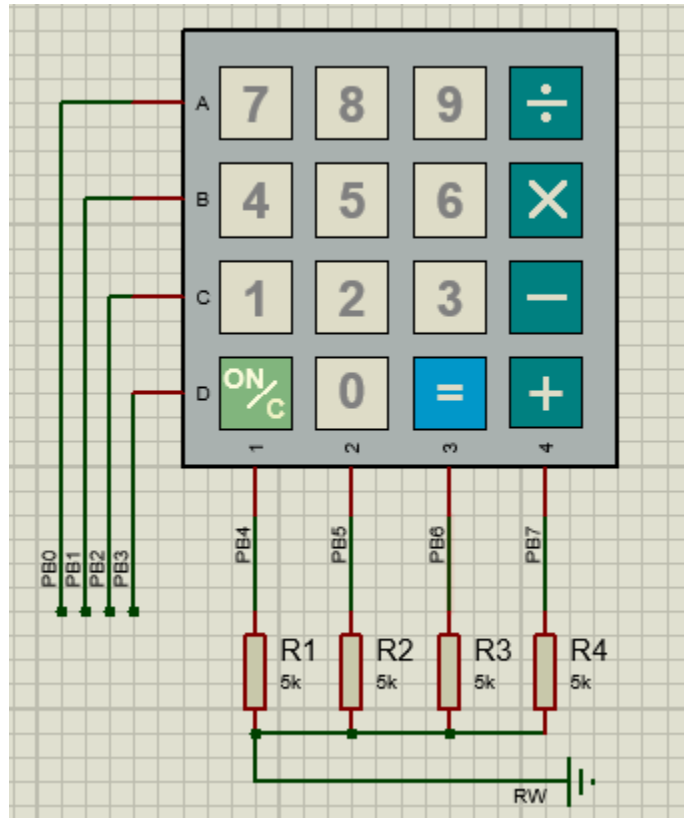 A 7 8 9 ÷
B 4 5 6 ×
C 1 2 3 −
D ON/C 0 = +
1 2 3 4
PB0 PB1 PB2 PB3 PB4 PB5 PB6 PB7
R1 R2 R3 R4
5k 5k 5k 5k
RW